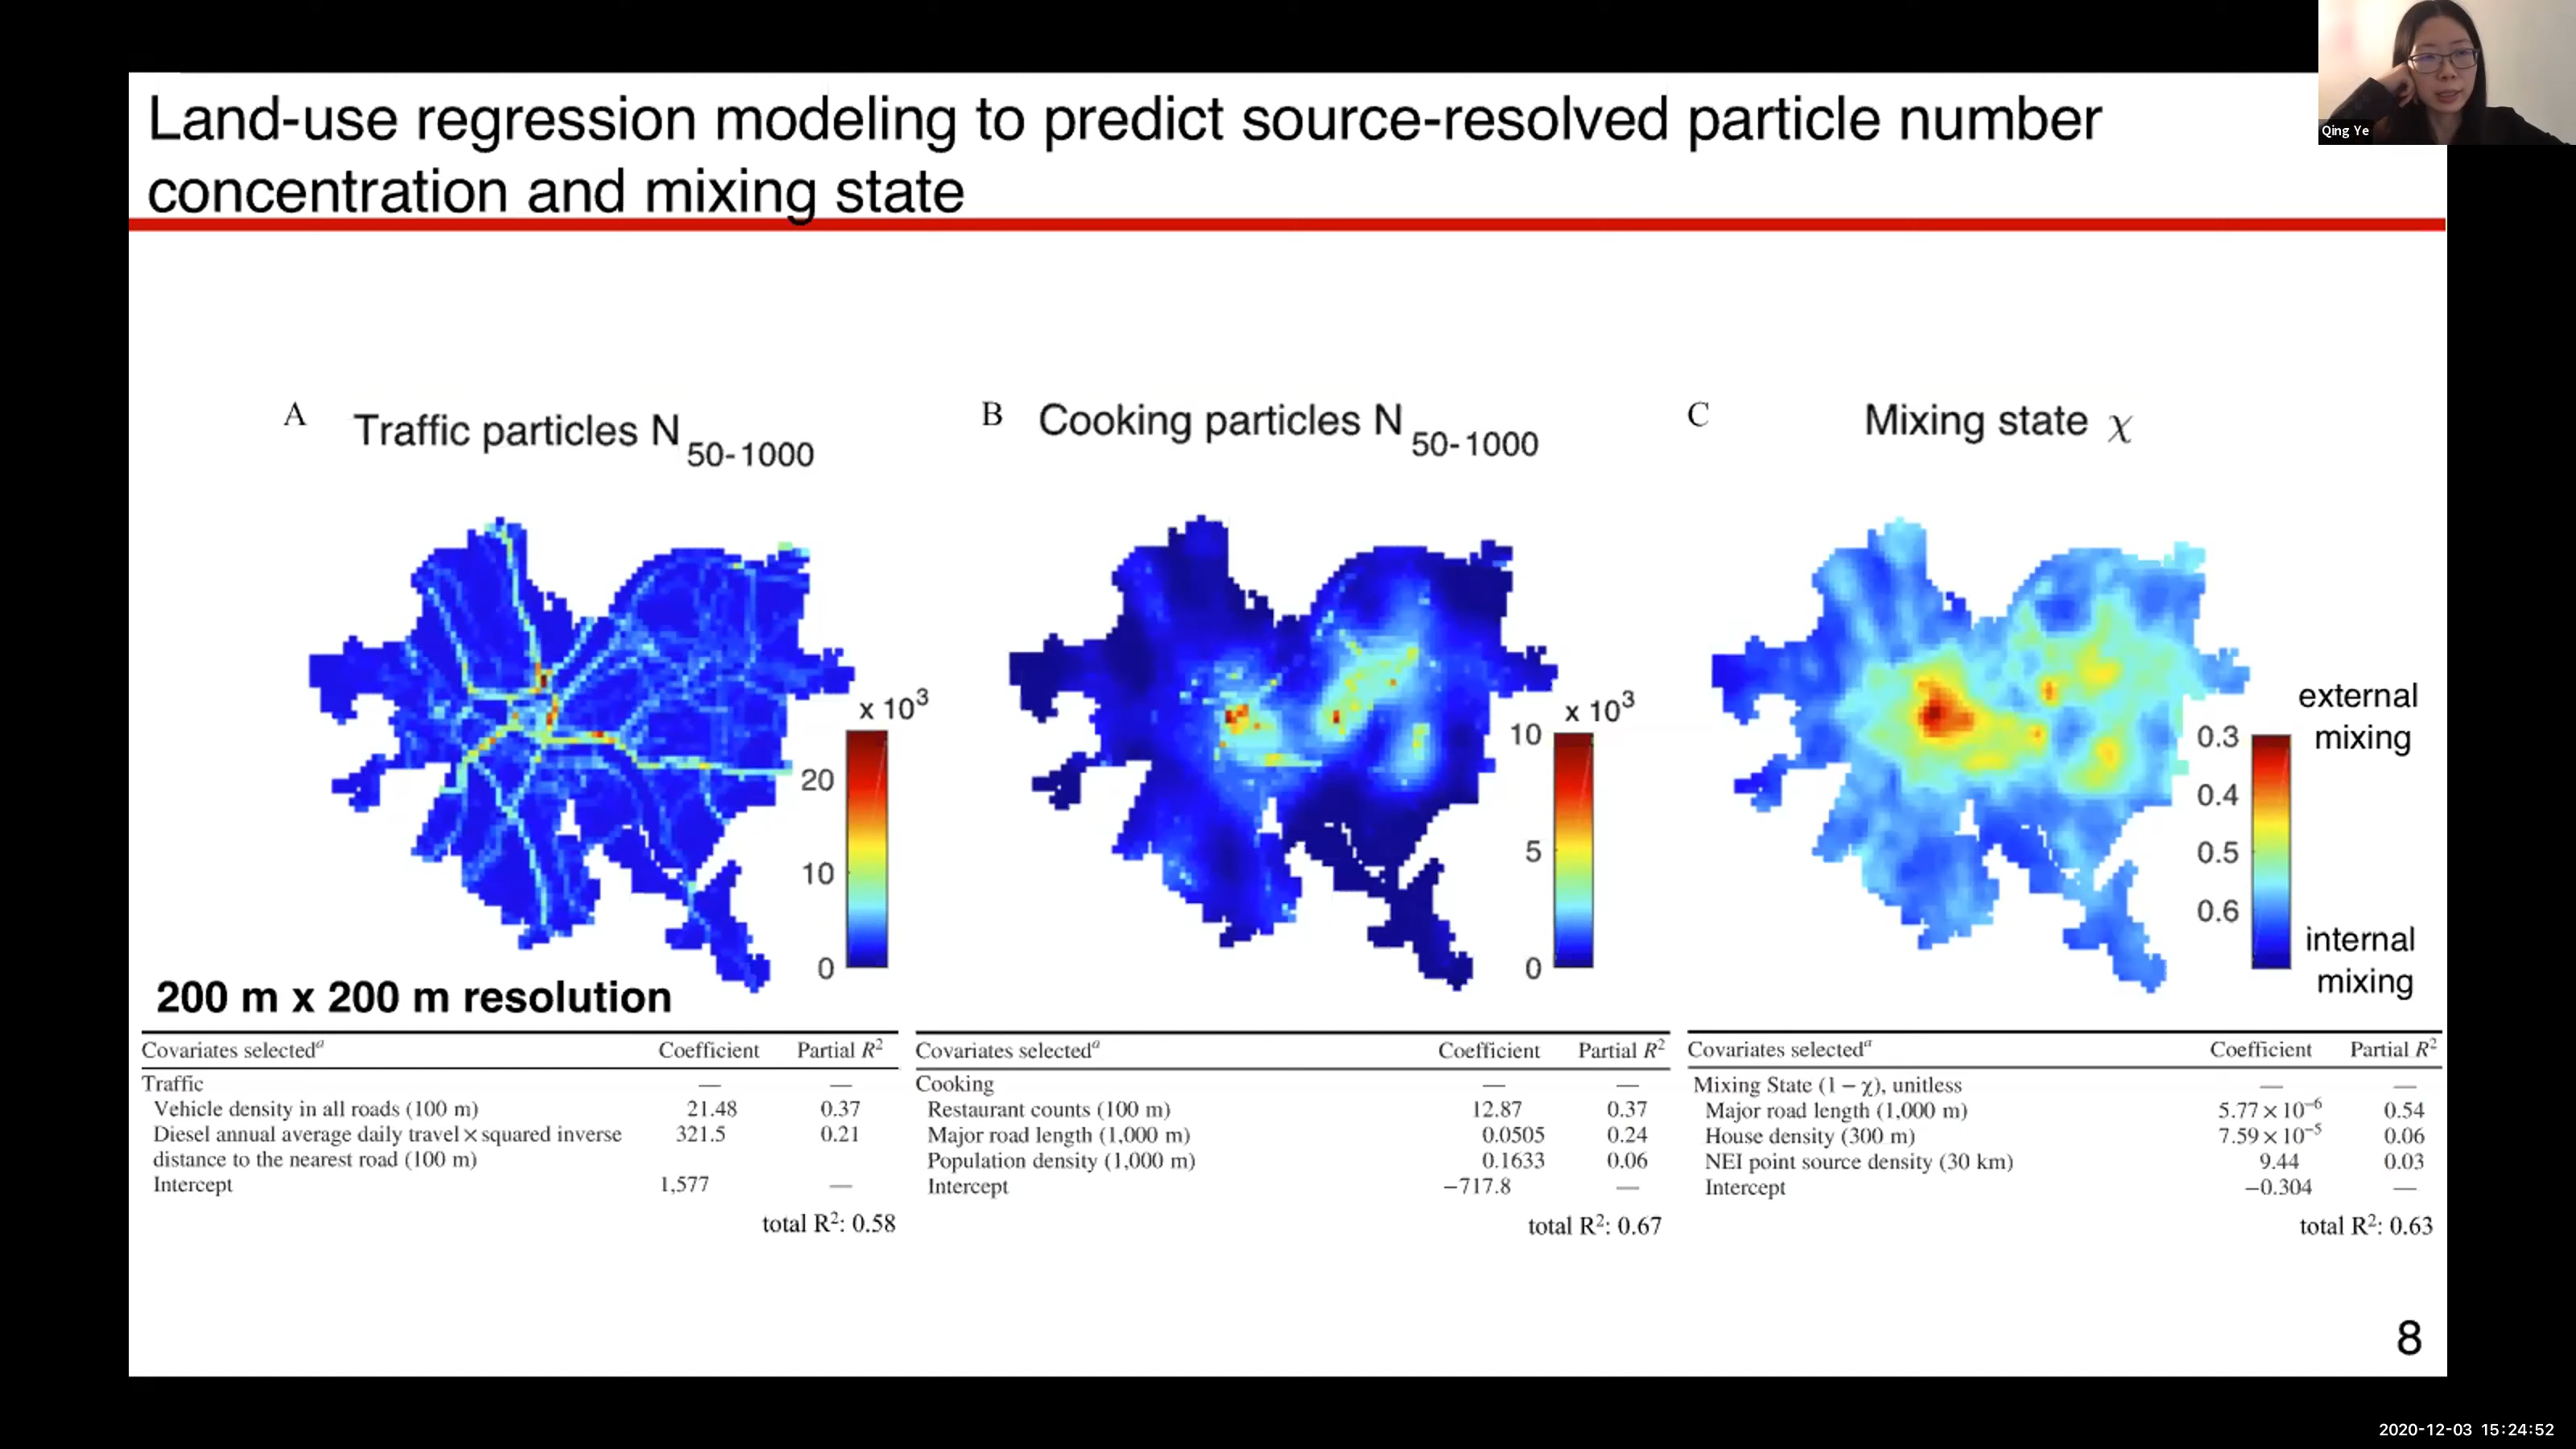 Qing Ye
Land-use regression modeling to predict source-resolved particle number
concentration and mixing state
A Traffic particles N 50-1000
B Cooking particles N 50-1000
C Mixing state χ
x 10³
20
10
0
x 10³
10
5
0
external
mixing
0.3
0.4
0.5
0.6
internal
mixing
200 m x 200 m resolution
Covariates selectedᵃ Coefficient Partial R²
Traffic — —
Vehicle density in all roads (100 m) 21.48 0.37
Diesel annual average daily travel × squared inverse 321.5 0.21
distance to the nearest road (100 m)
Intercept 1,577 —
total R²: 0.58
Covariates selectedᵃ Coefficient Partial R²
Cooking — —
Restaurant counts (100 m) 12.87 0.37
Major road length (1,000 m) 0.0505 0.24
Population density (1,000 m) 0.1633 0.06
Intercept −717.8 —
total R²: 0.67
Covariates selectedᵃ Coefficient Partial R²
Mixing State (1 − χ), unitless — —
Major road length (1,000 m) 5.77 × 10⁻⁶ 0.54
House density (300 m) 7.59 × 10⁻⁵ 0.06
NEI point source density (30 km) 9.44 0.03
Intercept −0.304 —
total R²: 0.63
8
2020-12-03 15:24:52